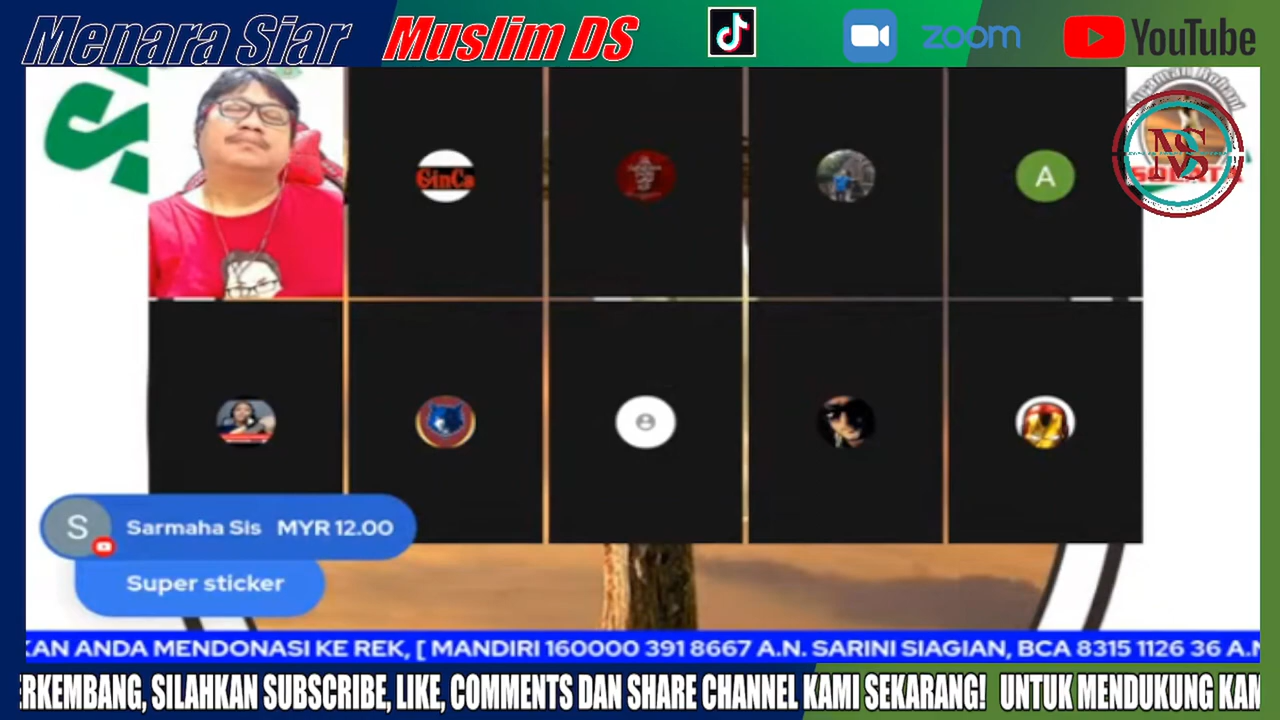 Menara Siar Muslim DS zoom YouTube
GinCs
A
MS
S Sarmaha Sis MYR 12.00
Super sticker
KAN ANDA MENDONASI KE REK, [ MANDIRI 160000 391 8667 A.N. SARINI SIAGIAN, BCA 8315 1126 36 A.N
ERKEMBANG, SILAHKAN SUBSCRIBE, LIKE, COMMENTS DAN SHARE CHANNEL KAMI SEKARANG! UNTUK MENDUKUNG KAM